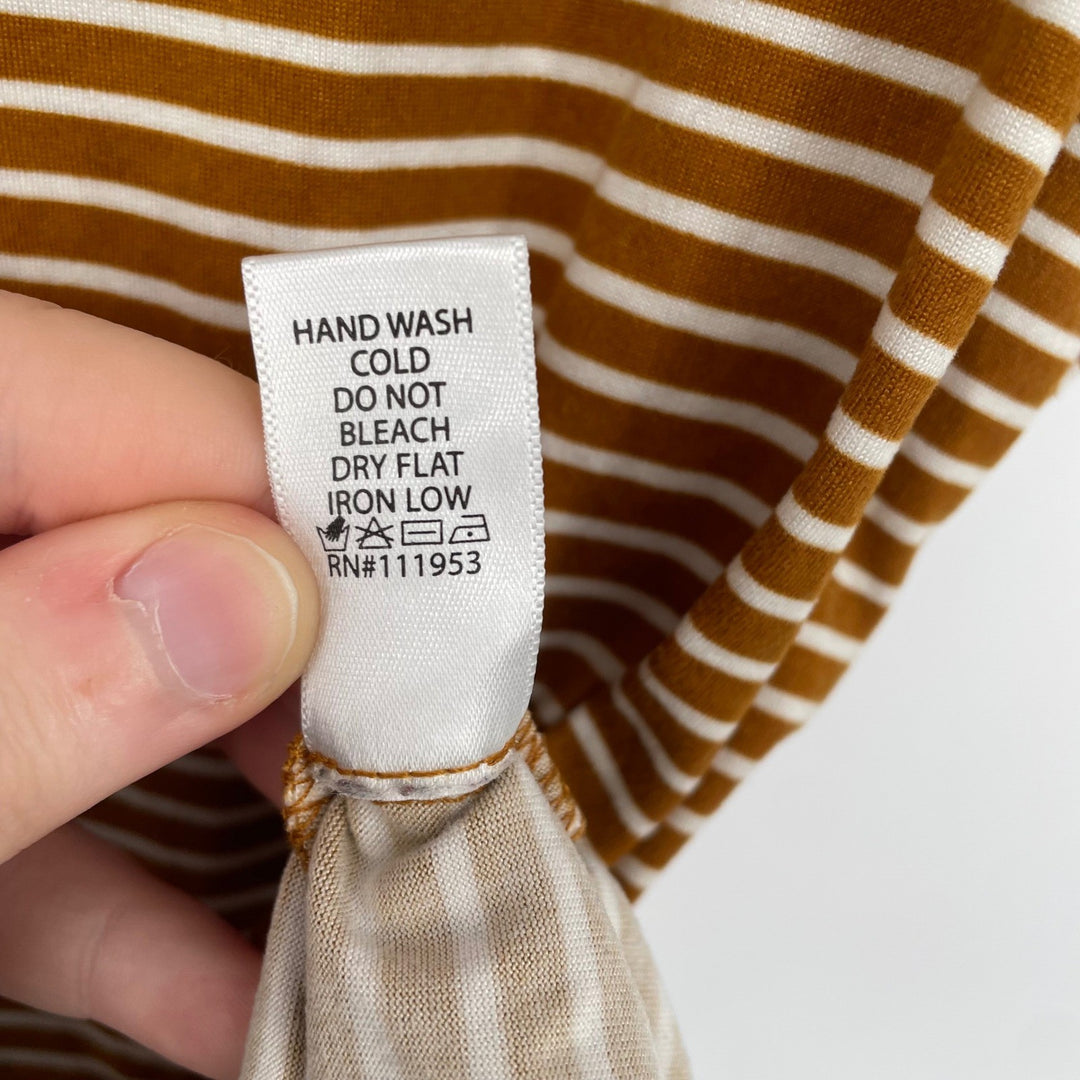 HAND WASH
COLD
DO NOT
BLEACH
DRY FLAT
IRON LOW
RN#111953